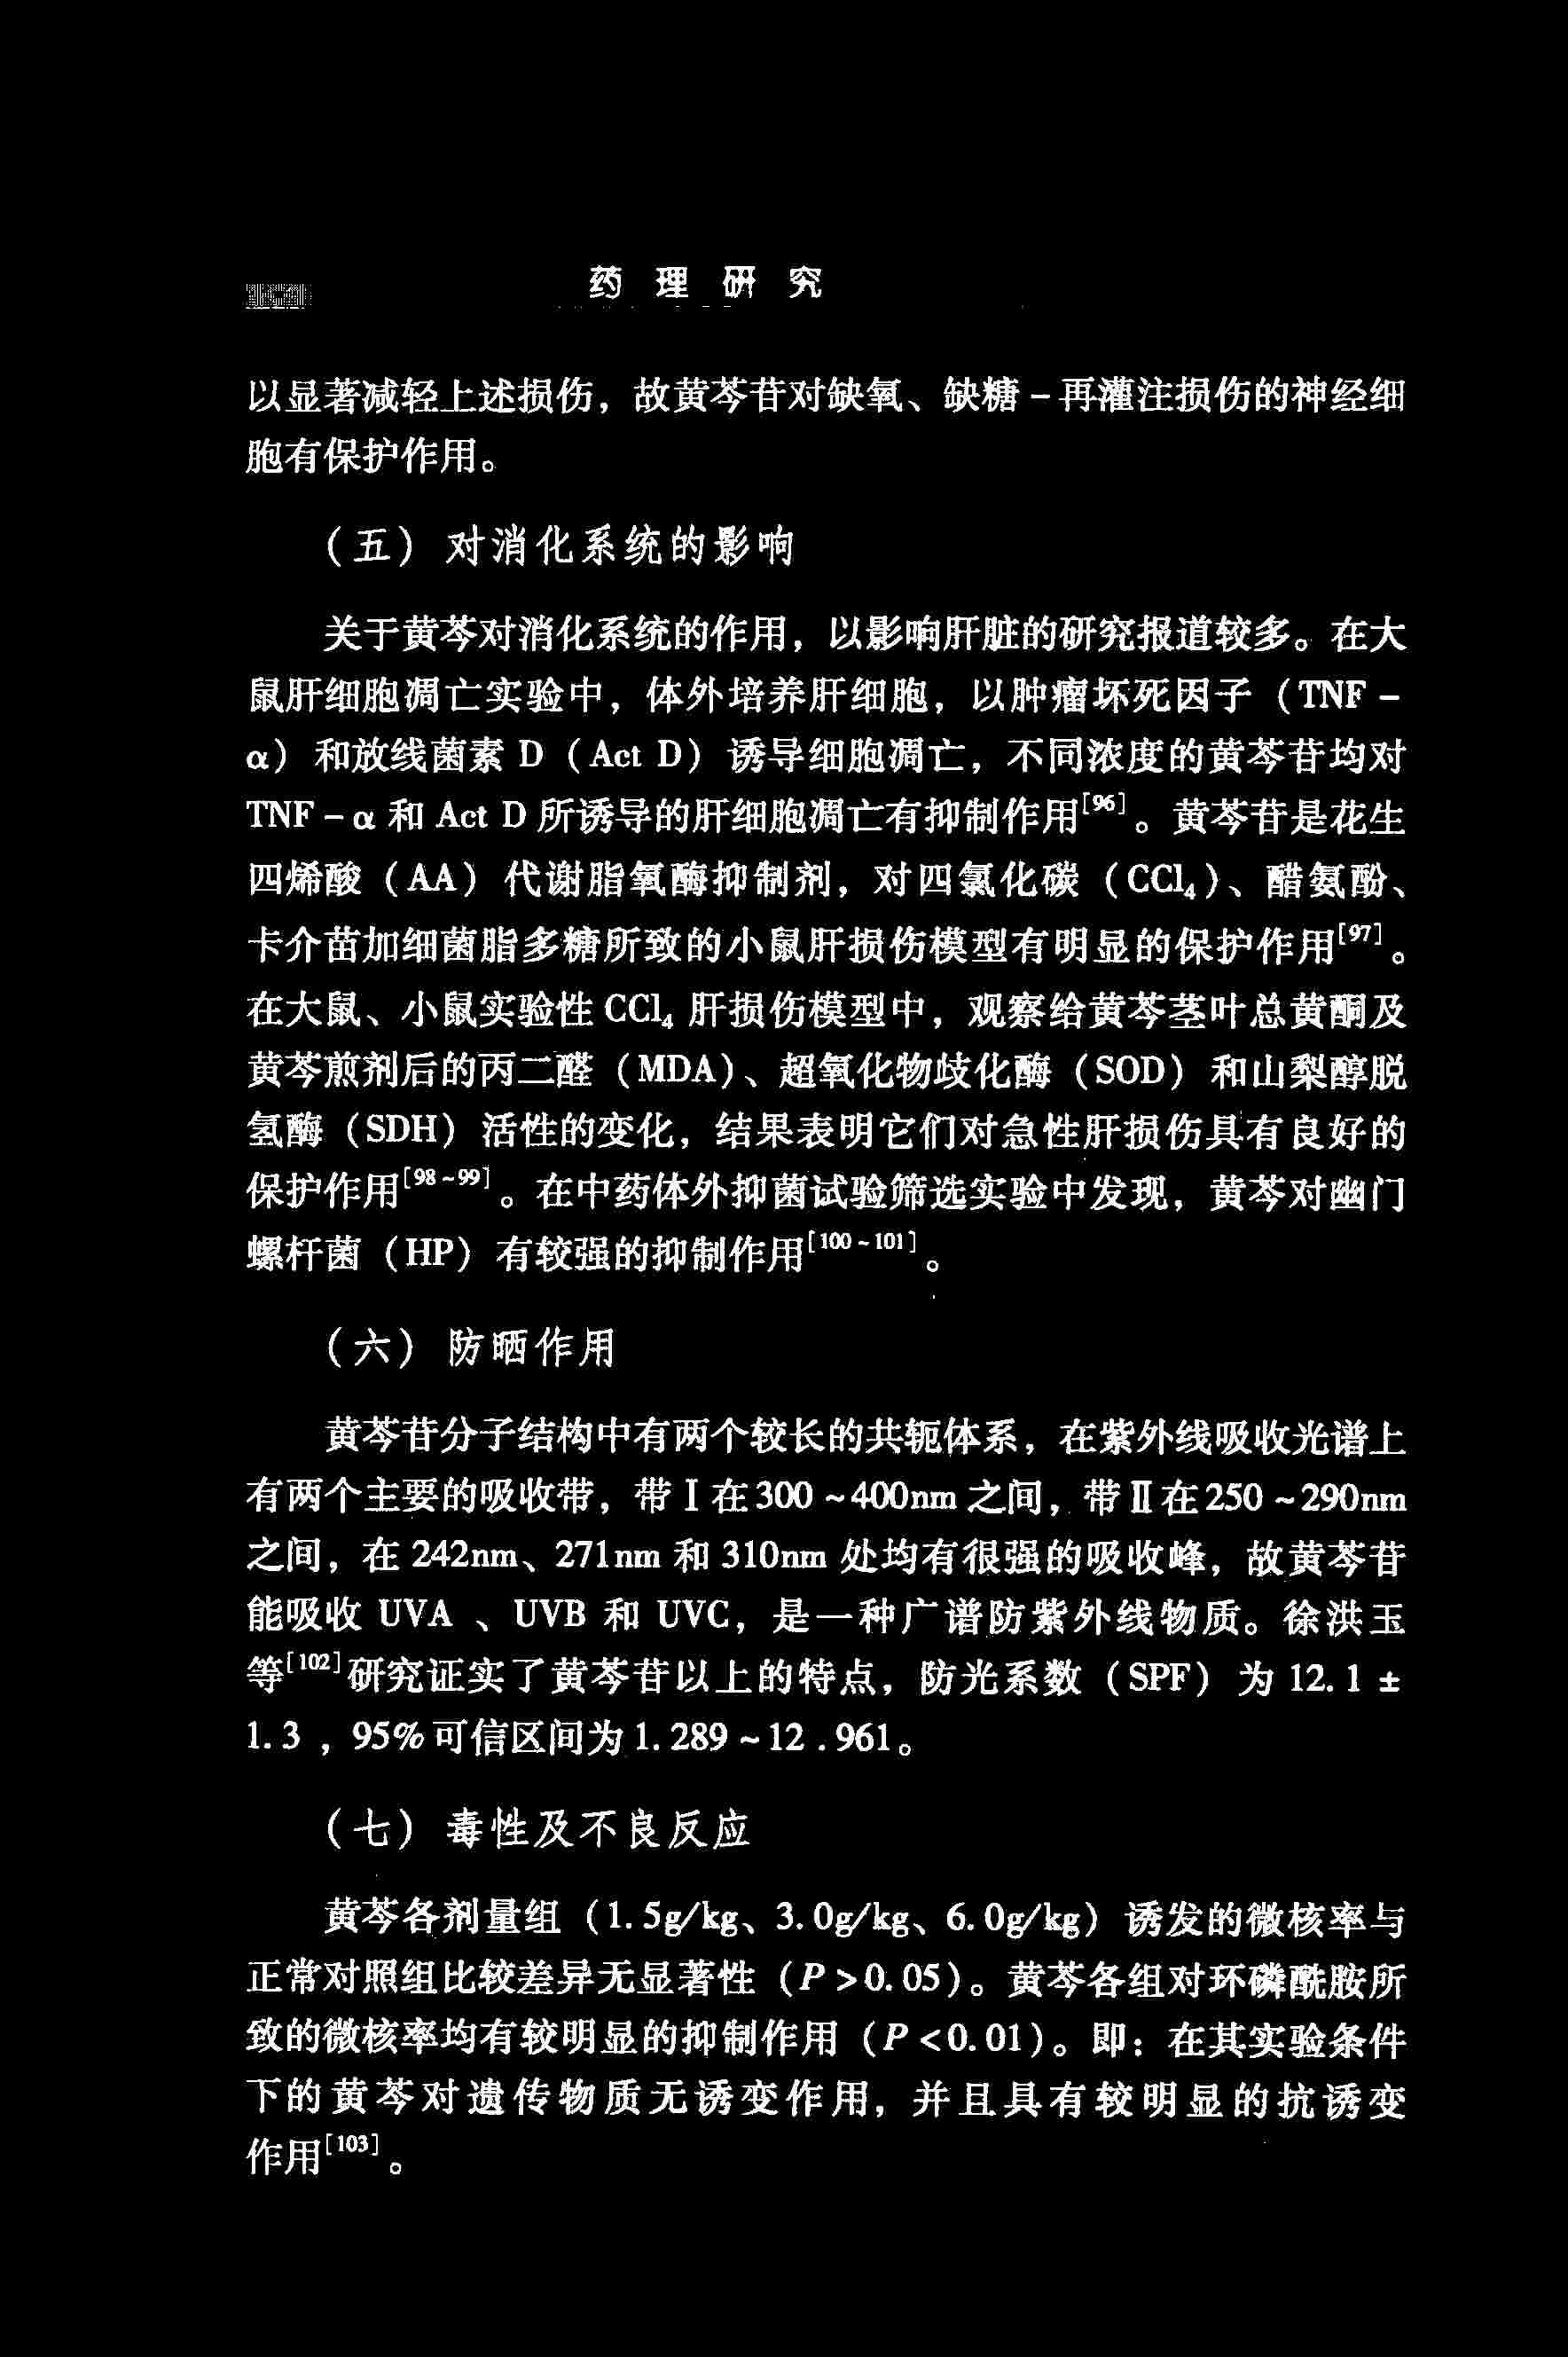 药理研究
以显著减轻上述损伤，故黄芩苷对缺氧、缺糖－再灌注损伤的神经细
胞有保护作用。
（五）对消化系统的影响
关于黄芩对消化系统的作用，以影响肝脏的研究报道较多。在大
鼠肝细胞凋亡实验中，体外培养肝细胞，以肿瘤坏死因子（TNF－
α）和放线菌素 D（Act D）诱导细胞凋亡，不同浓度的黄芩苷均对
TNF－α 和 Act D 所诱导的肝细胞凋亡有抑制作用[96]。黄芩苷是花生
四烯酸（AA）代谢脂氧酶抑制剂，对四氯化碳（CCl₄）、醋氨酚、
卡介苗加细菌脂多糖所致的小鼠肝损伤模型有明显的保护作用[97]。
在大鼠、小鼠实验性 CCl₄ 肝损伤模型中，观察给黄芩茎叶总黄酮及
黄芩煎剂后的丙二醛（MDA）、超氧化物歧化酶（SOD）和山梨醇脱
氢酶（SDH）活性的变化，结果表明它们对急性肝损伤具有良好的
保护作用[98~99]。在中药体外抑菌试验筛选实验中发现，黄芩对幽门
螺杆菌（HP）有较强的抑制作用[100~101]。
（六）防晒作用
黄芩苷分子结构中有两个较长的共轭体系，在紫外线吸收光谱上
有两个主要的吸收带，带Ⅰ在300~400nm之间，带Ⅱ在250~290nm
之间，在 242nm、271nm 和 310nm 处均有很强的吸收峰，故黄芩苷
能吸收 UVA 、UVB 和 UVC，是一种广谱防紫外线物质。徐洪玉
等[102]研究证实了黄芩苷以上的特点，防光系数（SPF）为 12.1 ±
1.3 ，95%可信区间为1.289~12.961。
（七）毒性及不良反应
黄芩各剂量组（1.5g/kg、3.0g/kg、6.0g/kg）诱发的微核率与
正常对照组比较差异无显著性（P>0.05）。黄芩各组对环磷酰胺所
致的微核率均有较明显的抑制作用（P<0.01）。即：在其实验条件
下的黄芩对遗传物质无诱变作用，并且具有较明显的抗诱变
作用[103]。